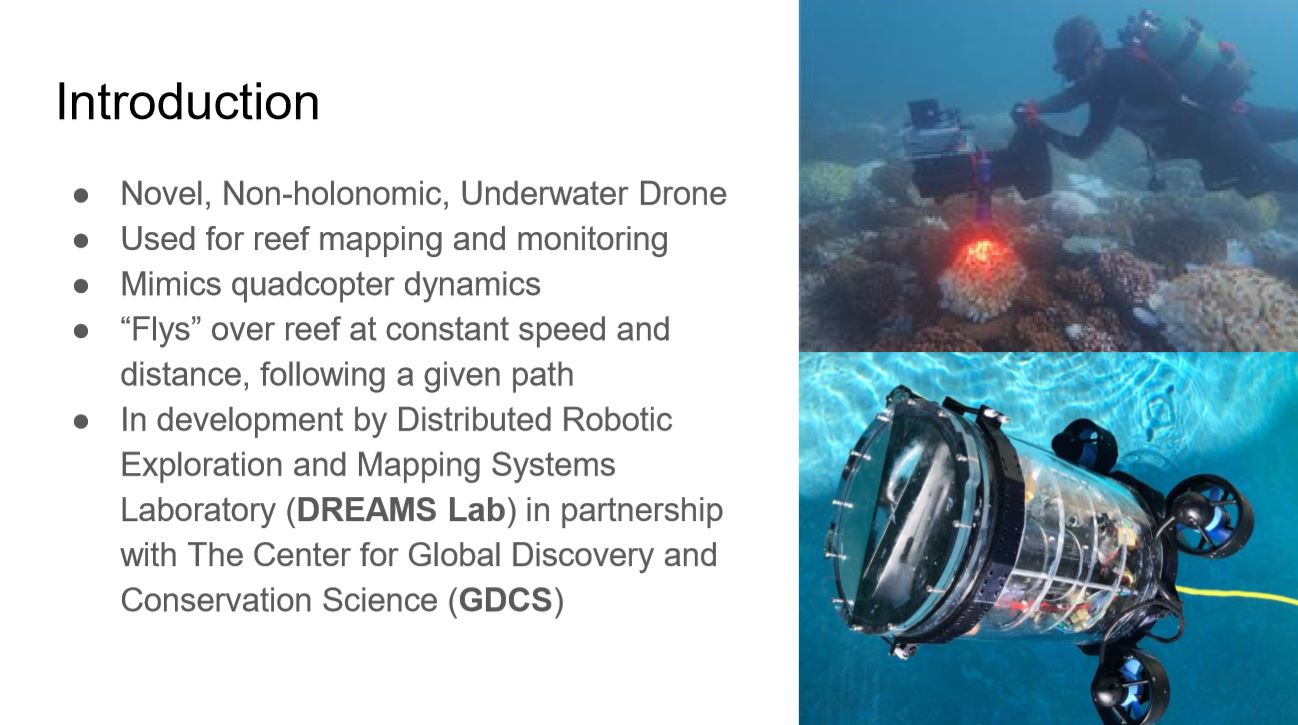 Introduction
● Novel, Non-holonomic, Underwater Drone
● Used for reef mapping and monitoring
● Mimics quadcopter dynamics
● “Flys” over reef at constant speed and
distance, following a given path
● In development by Distributed Robotic
Exploration and Mapping Systems
Laboratory (DREAMS Lab) in partnership
with The Center for Global Discovery and
Conservation Science (GDCS)